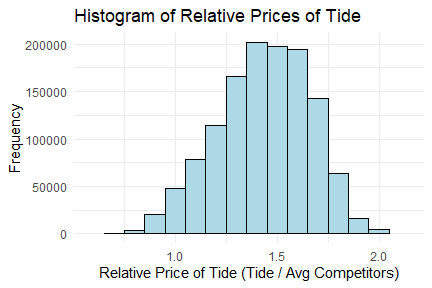 Histogram of Relative Prices of Tide
Frequency
200000
150000
100000
50000
0
1.0 1.5 2.0
Relative Price of Tide (Tide / Avg Competitors)